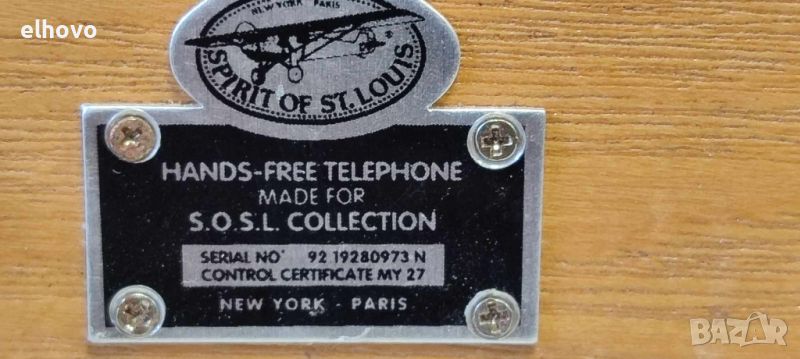 elhovo
NEW YORK PARIS
SPIRIT OF ST. LOUIS
®
HANDS-FREE TELEPHONE
MADE FOR
S.O.S.L. COLLECTION
SERIAL NO' 92 19280973 N
CONTROL CERTIFICATE MY 27
NEW YORK - PARIS
BAZAR